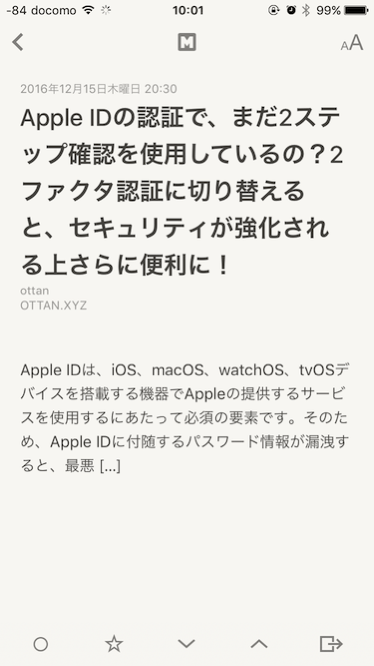 -84 docomo 10:01 99%
M
AA
2016年12月15日木曜日 20:30
Apple IDの認証で、まだ2ステ
ップ確認を使用しているの？2
ファクタ認証に切り替える
と、セキュリティが強化され
る上さらに便利に！
ottan
OTTAN.XYZ
Apple IDは、iOS、macOS、watchOS、tvOSデ
バイスを搭載する機器でAppleの提供するサービ
スを使用するにあたって必須の要素です。そのた
め、Apple IDに付随するパスワード情報が漏洩す
ると、最悪 [...]